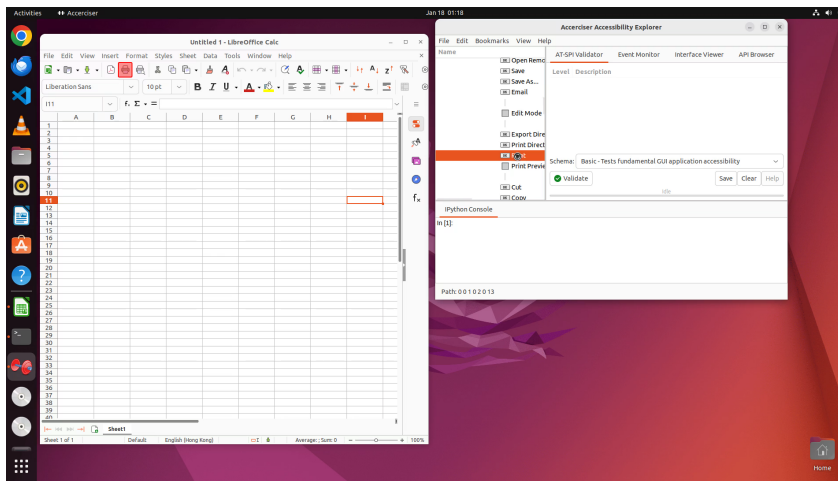 Activities
Accerciser
Jan 18 01:18
Untitled 1 - LibreOffice Calc
File Edit View Insert Format Styles Sheet Data Tools Window Help
Liberation Sans
10 pt
B I U A
I11
fx Σ =
A B C D E F G H I
1
2
3
4
5
6
7
8
9
10
11
12
13
14
15
16
17
18
19
20
21
22
23
24
25
26
27
28
29
30
31
32
33
34
35
36
37
38
39
40
Sheet1
Sheet 1 of 1
Default
English (Hong Kong)
Average: ; Sum: 0
100%
Accerciser Accessibility Explorer
File Edit Bookmarks View Help
Name
Open Remo
Save
Save As...
Email
Edit Mode
Export Dire
Print Direct
Print Previe
Cut
Copy
AT-SPI Validator
Event Monitor
Interface Viewer
API Browser
Level Description
Schema: Basic - Tests fundamental GUI application accessibility
Validate
Save
Clear
Help
Idle
IPython Console
In [1]:
Path: 0 0 1 0 2 0 13
Home